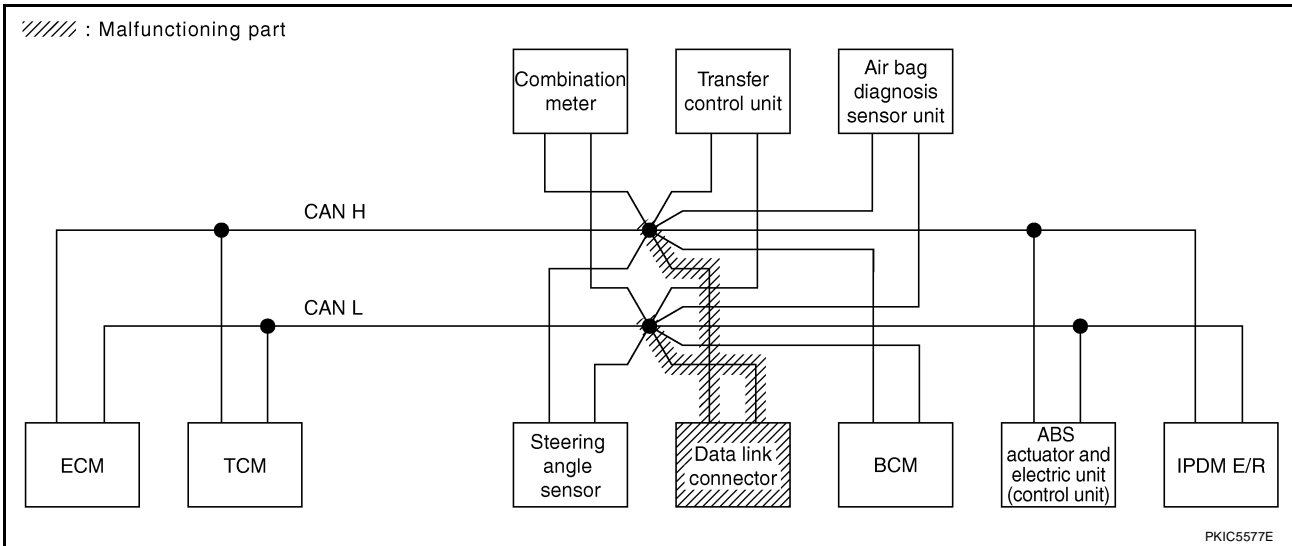 : Malfunctioning part
Combination
meter
Transfer
control unit
Air bag
diagnosis
sensor unit
CAN H
CAN L
ECM
TCM
Steering
angle
sensor
Data link
connector
BCM
ABS
actuator and
electric unit
(control unit)
IPDM E/R
PKIC5577E